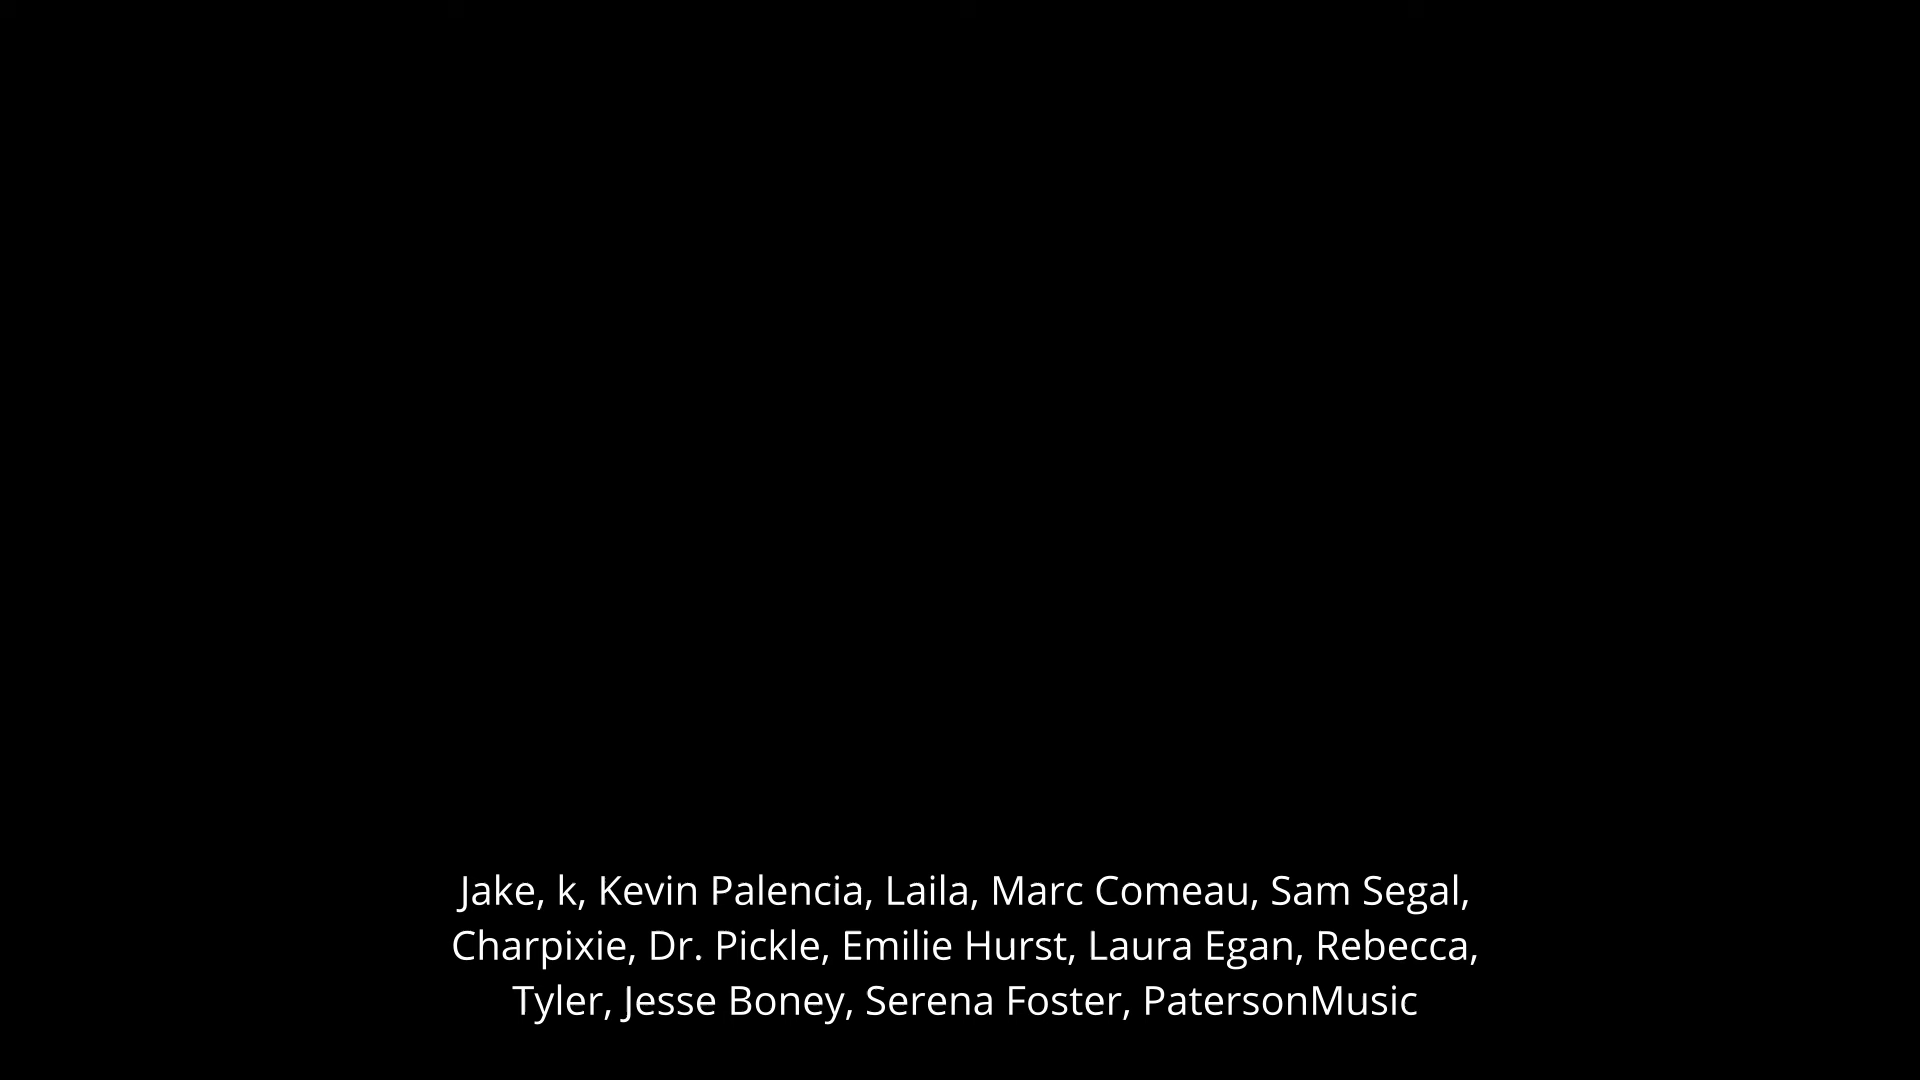 Jake, k, Kevin Palencia, Laila, Marc Comeau, Sam Segal,
Charpixie, Dr. Pickle, Emilie Hurst, Laura Egan, Rebecca,
Tyler, Jesse Boney, Serena Foster, PatersonMusic